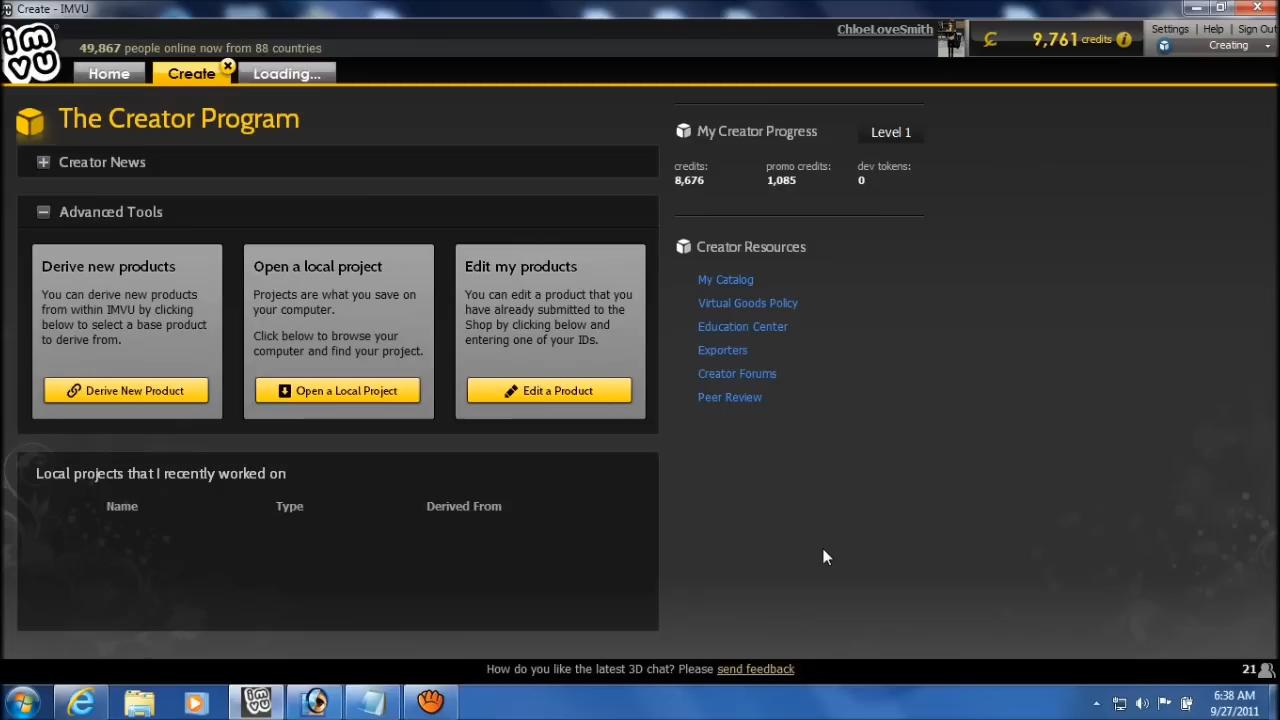 Create - IMVU
imvu
49,867 people online now from 88 countries
ChloeLoveSmith
9,761 credits
Settings | Help | Sign Out
Creating
Home
Create
Loading...
The Creator Program
Creator News
Advanced Tools
Derive new products
You can derive new products
from within IMVU by clicking
below to select a base product
to derive from.
Derive New Product
Open a local project
Projects are what you save on
your computer.
Click below to browse your
computer and find your project.
Open a Local Project
Edit my products
You can edit a product that you
have already submitted to the
Shop by clicking below and
entering one of your IDs.
Edit a Product
Local projects that I recently worked on
Name Type Derived From
My Creator Progress Level 1
credits: promo credits: dev tokens:
8,676 1,085 0
Creator Resources
My Catalog
Virtual Goods Policy
Education Center
Exporters
Creator Forums
Peer Review
How do you like the latest 3D chat? Please send feedback
21
imvu
6:38 AM
9/27/2011